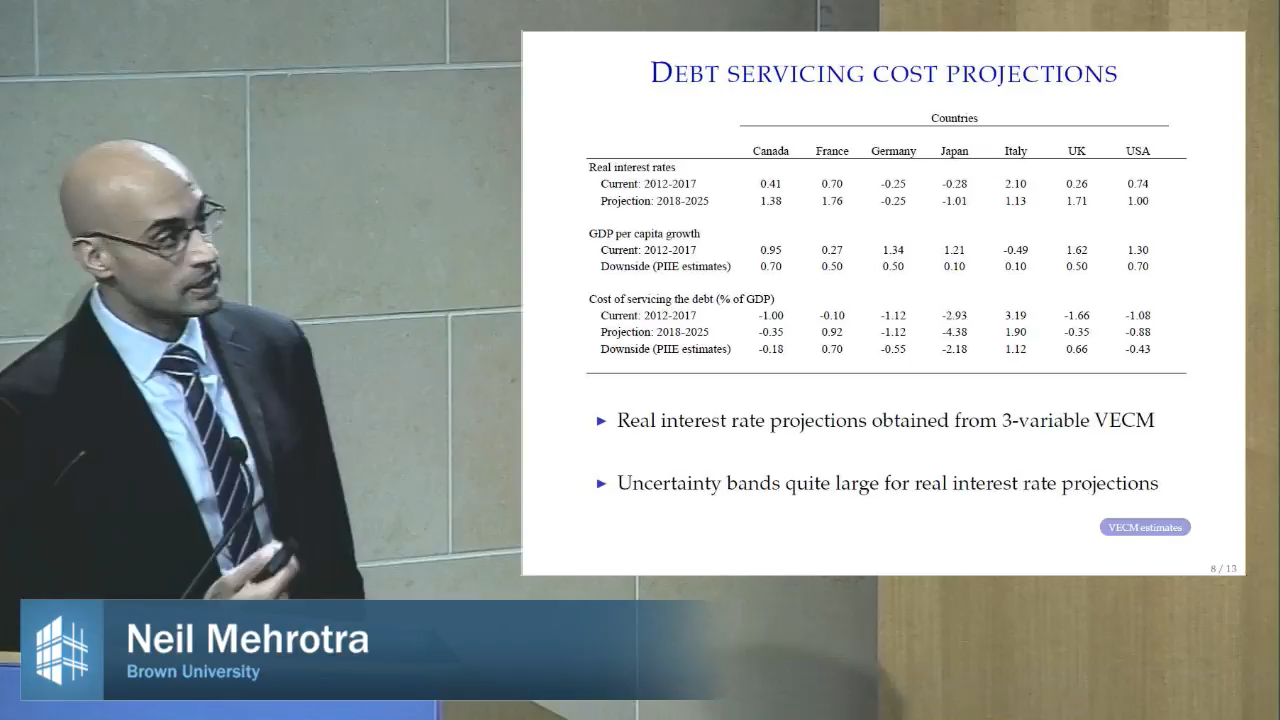 DEBT SERVICING COST PROJECTIONS
Countries
Canada France Germany Japan Italy UK USA
Real interest rates
Current: 2012-2017 0.41 0.70 -0.25 -0.28 2.10 0.26 0.74
Projection: 2018-2025 1.38 1.76 -0.25 -1.01 1.13 1.71 1.00
GDP per capita growth
Current: 2012-2017 0.95 0.27 1.34 1.21 -0.49 1.62 1.30
Downside (PIIE estimates) 0.70 0.50 0.50 0.10 0.10 0.50 0.70
Cost of servicing the debt (% of GDP)
Current: 2012-2017 -1.00 -0.10 -1.12 -2.93 3.19 -1.66 -1.08
Projection: 2018-2025 -0.35 0.92 -1.12 -4.38 1.90 -0.35 -0.88
Downside (PIIE estimates) -0.18 0.70 -0.55 -2.18 1.12 0.66 -0.43
► Real interest rate projections obtained from 3-variable VECM
► Uncertainty bands quite large for real interest rate projections
VECM estimates
8 / 13
Neil Mehrotra
Brown University